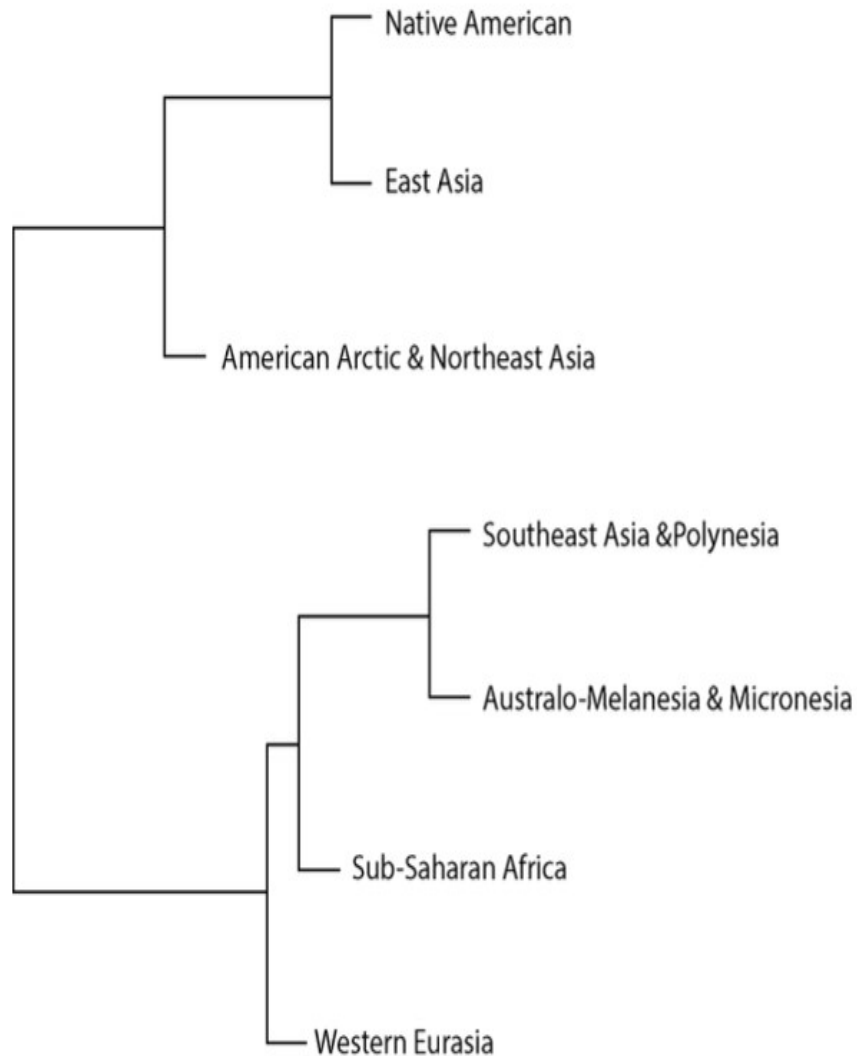 Native American
East Asia
American Arctic & Northeast Asia
Southeast Asia &Polynesia
Australo-Melanesia & Micronesia
Sub-Saharan Africa
Western Eurasia